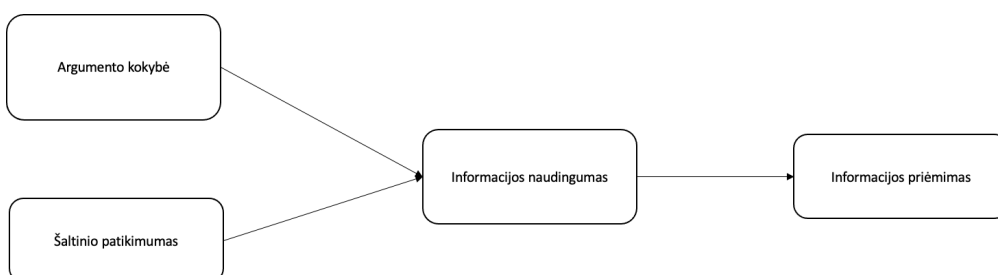 Argumento kokybė
Informacijos naudingumas
Informacijos priėmimas
Šaltinio patikimumas